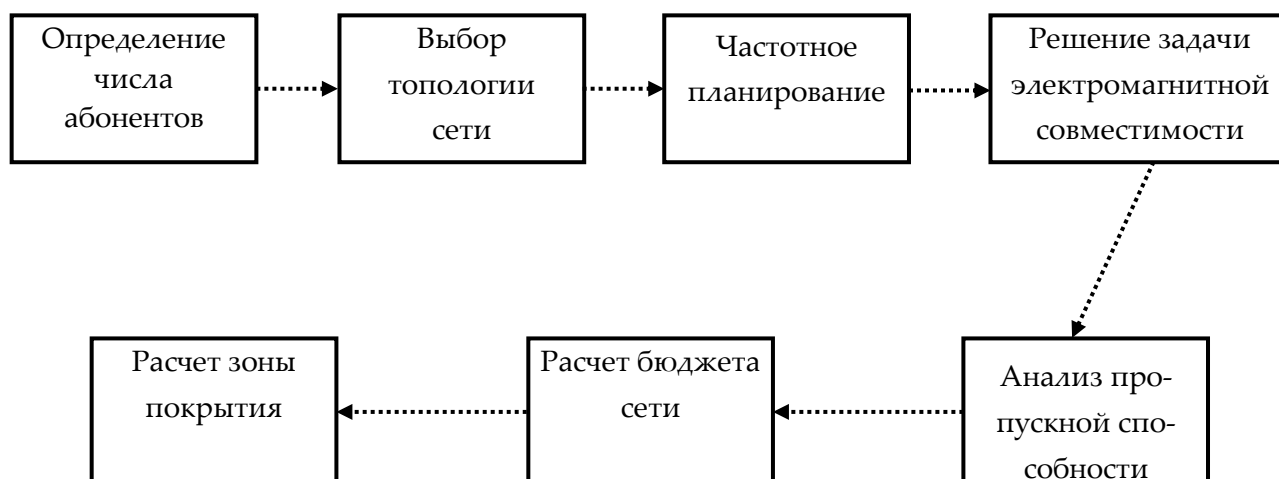 Определение
числа
абонентов
Выбор
топологии
сети
Частотное
планирование
Решение задачи
электромагнитной
совместимости
Расчет зоны
покрытия
Расчет бюджета
сети
Анализ про-
пускной спо-
собности